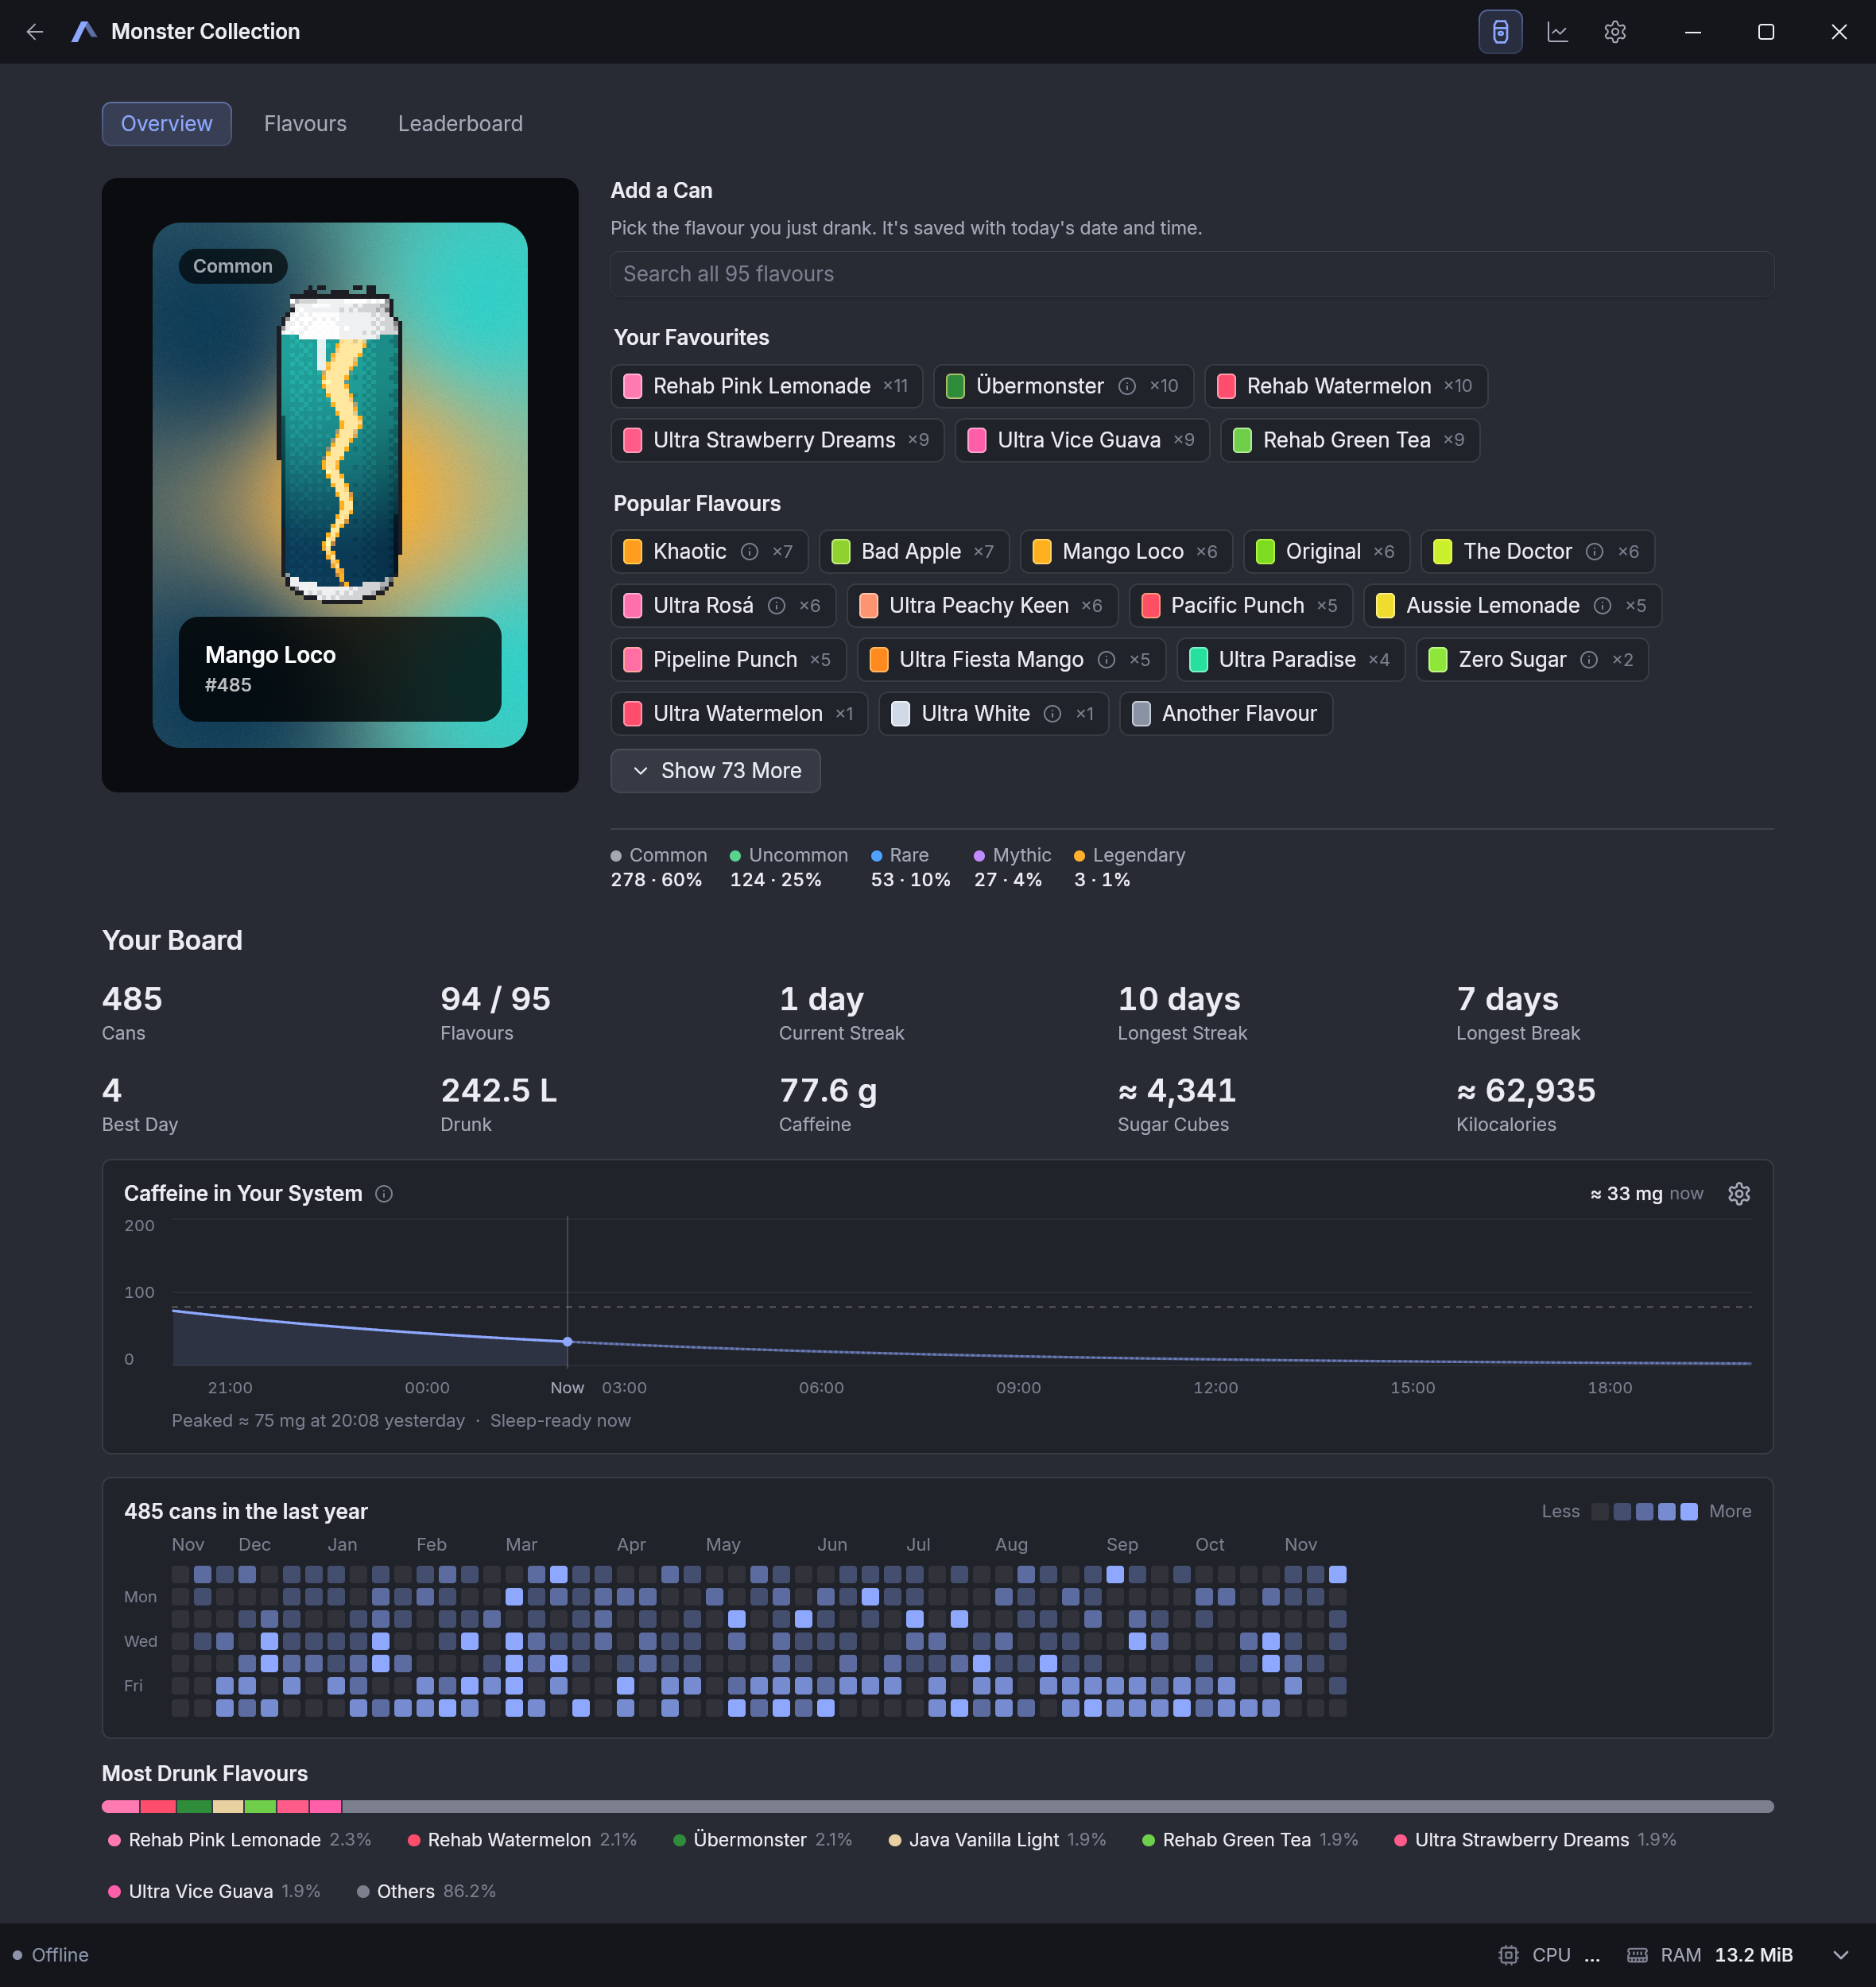 Monster Collection
Overview
Flavours
Leaderboard
Common
Mango Loco
#485
Add a Can
Pick the flavour you just drank. It's saved with today's date and time.
Search all 95 flavours
Your Favourites
Rehab Pink Lemonade ×11
Übermonster ×10
Rehab Watermelon ×10
Ultra Strawberry Dreams ×9
Ultra Vice Guava ×9
Rehab Green Tea ×9
Popular Flavours
Khaotic ×7
Bad Apple ×7
Mango Loco ×6
Original ×6
The Doctor ×6
Ultra Rosá ×6
Ultra Peachy Keen ×6
Pacific Punch ×5
Aussie Lemonade ×5
Pipeline Punch ×5
Ultra Fiesta Mango ×5
Ultra Paradise ×4
Zero Sugar ×2
Ultra Watermelon ×1
Ultra White ×1
Another Flavour
Show 73 More
Common
278 · 60%
Uncommon
124 · 25%
Rare
53 · 10%
Mythic
27 · 4%
Legendary
3 · 1%
Your Board
485
Cans
94 / 95
Flavours
1 day
Current Streak
10 days
Longest Streak
7 days
Longest Break
4
Best Day
242.5 L
Drunk
77.6 g
Caffeine
≈ 4,341
Sugar Cubes
≈ 62,935
Kilocalories
Caffeine in Your System
≈ 33 mg now
200
100
0
21:00 00:00 Now 03:00 06:00 09:00 12:00 15:00 18:00
Peaked ≈ 75 mg at 20:08 yesterday · Sleep-ready now
485 cans in the last year
Less More
Nov Dec Jan Feb Mar Apr May Jun Jul Aug Sep Oct Nov
Mon
Wed
Fri
Most Drunk Flavours
Rehab Pink Lemonade 2.3%
Rehab Watermelon 2.1%
Übermonster 2.1%
Java Vanilla Light 1.9%
Rehab Green Tea 1.9%
Ultra Strawberry Dreams 1.9%
Ultra Vice Guava 1.9%
Others 86.2%
Offline
CPU ...
RAM 13.2 MiB